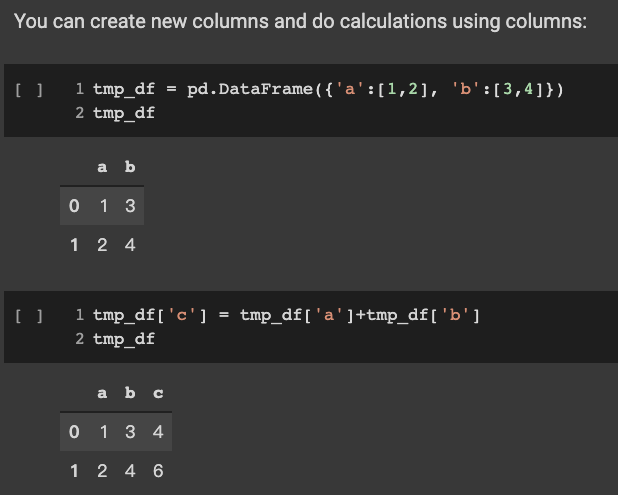 You can create new columns and do calculations using columns:
[ ] 1 tmp_df = pd.DataFrame({'a':[1,2], 'b':[3,4]})
2 tmp_df
a b
0 1 3
1 2 4
[ ] 1 tmp_df['c'] = tmp_df['a']+tmp_df['b']
2 tmp_df
a b c
0 1 3 4
1 2 4 6